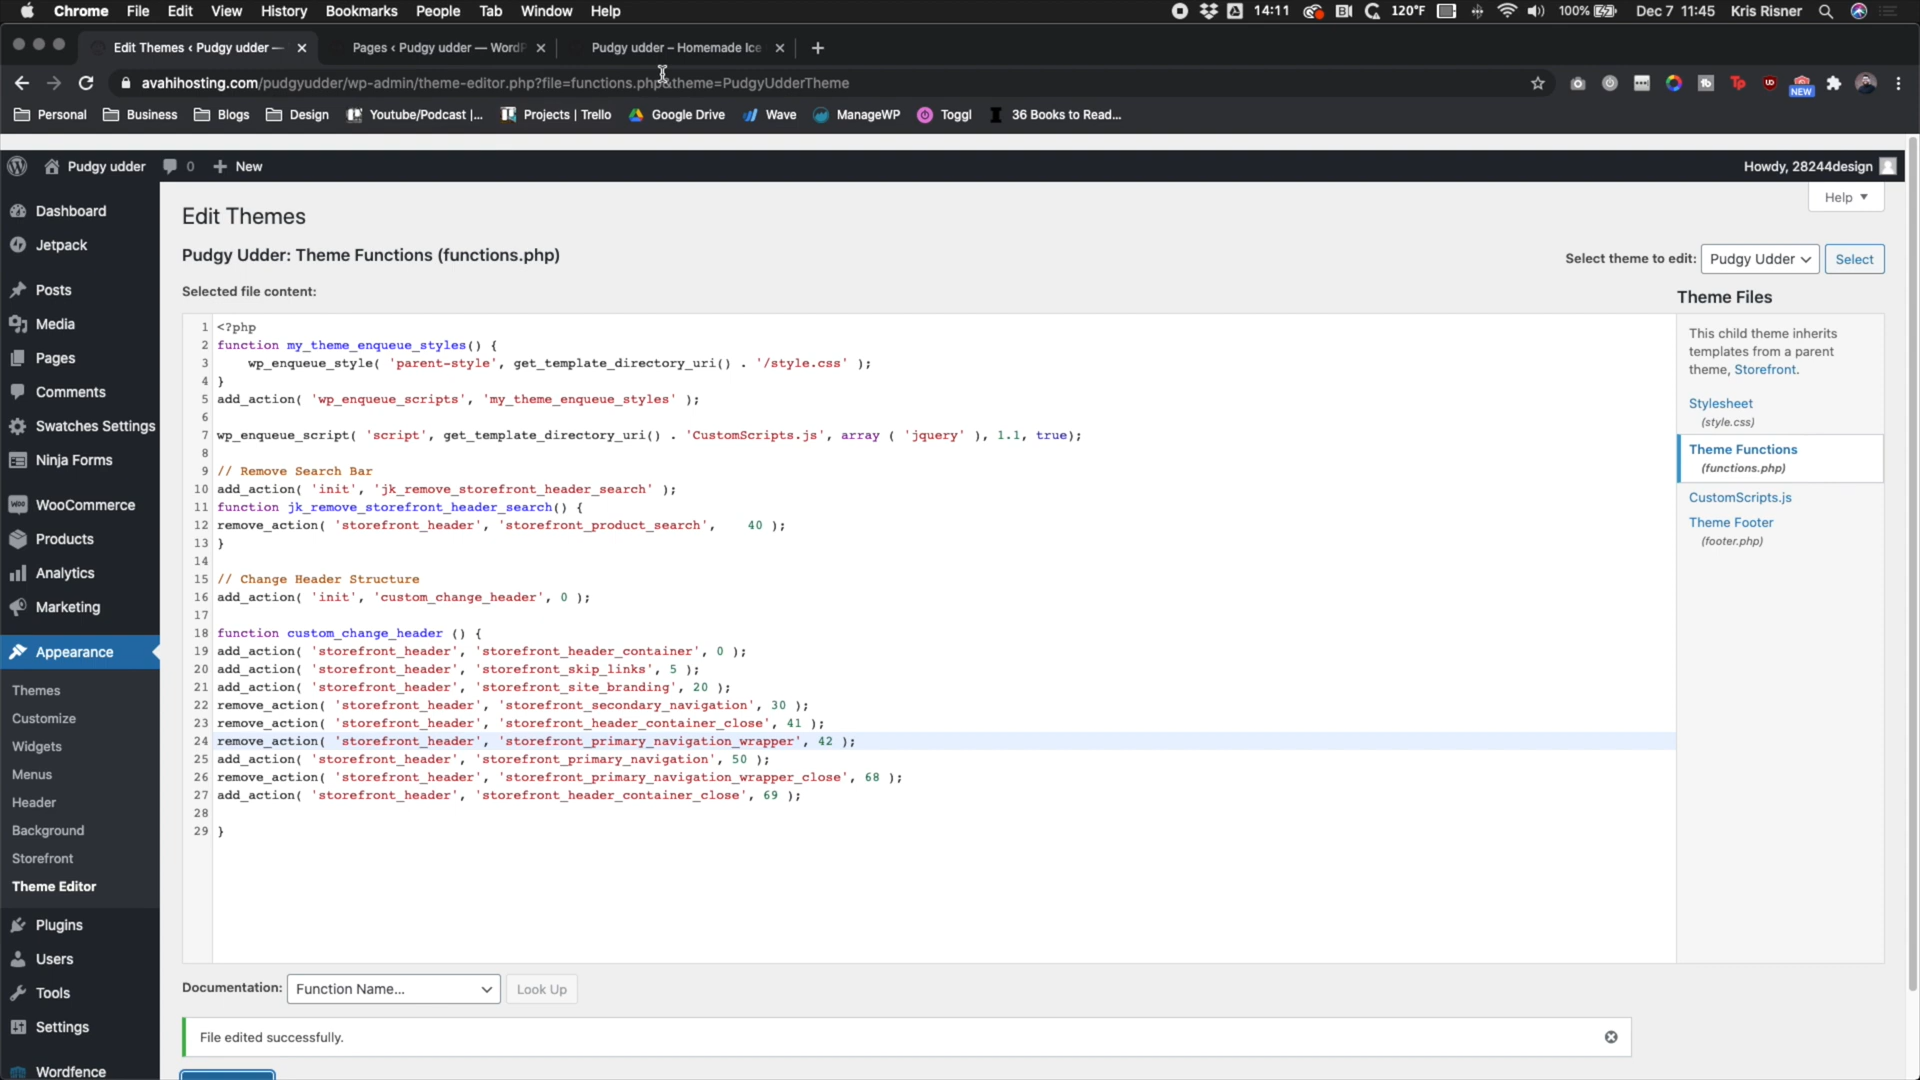 Chrome File Edit View History Bookmarks People Tab Window Help 14:11 120°F 100% Dec 7 11:45 Kris Risner
Edit Themes ‹ Pudgy udder — Pages ‹ Pudgy udder — WordP Pudgy udder – Homemade Ice
avahihosting.com/pudgyudder/wp-admin/theme-editor.php?file=functions.php&theme=PudgyUdderTheme NEW
Personal Business Blogs Design Youtube/Podcast |... Projects | Trello Google Drive Wave ManageWP Toggl 36 Books to Read...
Pudgy udder 0 + New Howdy, 28244design
Help
Dashboard
Jetpack
Posts
Media
Pages
Comments
Swatches Settings
Ninja Forms
WooCommerce
Products
Analytics
Marketing
Appearance
Themes
Customize
Widgets
Menus
Header
Background
Storefront
Theme Editor
Plugins
Users
Tools
Settings
Wordfence
Edit Themes
Pudgy Udder: Theme Functions (functions.php)
Select theme to edit: Pudgy Udder Select
Selected file content:
1 <?php
2 function my_theme_enqueue_styles() {
3 wp_enqueue_style( 'parent-style', get_template_directory_uri() . '/style.css' );
4 }
5 add_action( 'wp_enqueue_scripts', 'my_theme_enqueue_styles' );
6
7 wp_enqueue_script( 'script', get_template_directory_uri() . 'CustomScripts.js', array ( 'jquery' ), 1.1, true);
8
9 // Remove Search Bar
10 add_action( 'init', 'jk_remove_storefront_header_search' );
11 function jk_remove_storefront_header_search() {
12 remove_action( 'storefront_header', 'storefront_product_search', 40 );
13 }
14
15 // Change Header Structure
16 add_action( 'init', 'custom_change_header', 0 );
17
18 function custom_change_header () {
19 add_action( 'storefront_header', 'storefront_header_container', 0 );
20 add_action( 'storefront_header', 'storefront_skip_links', 5 );
21 add_action( 'storefront_header', 'storefront_site_branding', 20 );
22 remove_action( 'storefront_header', 'storefront_secondary_navigation', 30 );
23 remove_action( 'storefront_header', 'storefront_header_container_close', 41 );
24 remove_action( 'storefront_header', 'storefront_primary_navigation_wrapper', 42 );
25 add_action( 'storefront_header', 'storefront_primary_navigation', 50 );
26 remove_action( 'storefront_header', 'storefront_primary_navigation_wrapper_close', 68 );
27 add_action( 'storefront_header', 'storefront_header_container_close', 69 );
28
29 }
Theme Files
This child theme inherits
templates from a parent
theme, Storefront.
Stylesheet
(style.css)
Theme Functions
(functions.php)
CustomScripts.js
Theme Footer
(footer.php)
Documentation: Function Name... Look Up
File edited successfully.